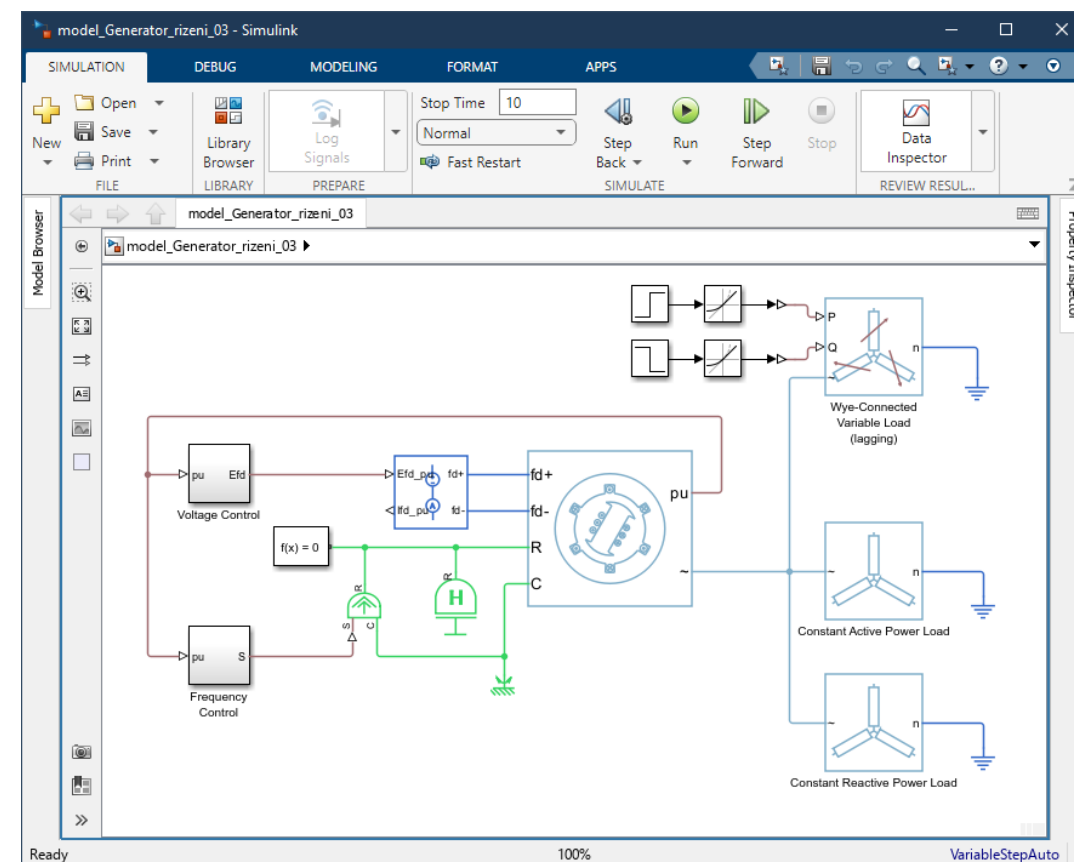 model_Generator_rizeni_03 - Simulink
SIMULATION DEBUG MODELING FORMAT APPS
New
Open
Save
Print
FILE
Library
Browser
LIBRARY
Log
Signals
PREPARE
Stop Time 10
Normal
Fast Restart
Step
Back
Run
Step
Forward
Stop
SIMULATE
Data
Inspector
REVIEW RESUL...
Model Browser
Property Inspector
model_Generator_rizeni_03
model_Generator_rizeni_03
P
Q
~
n
Wye-Connected
Variable Load
(lagging)
pu Efd
Voltage Control
Efd_pu fd+
Ifd_pu fd-
A
fd+
fd-
R
C
pu
~
f(x) = 0
R
S
C
R
H
pu S
Frequency
Control
~ n
Constant Active Power Load
~ n
Constant Reactive Power Load
Ready
100%
VariableStepAuto